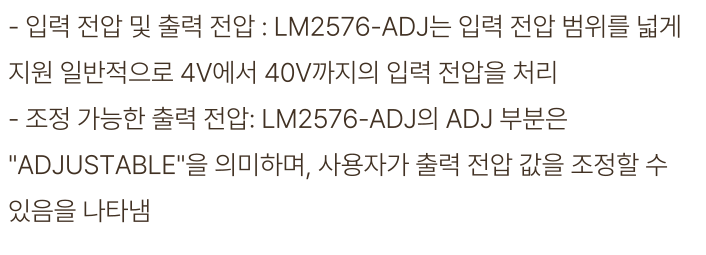 - 입력 전압 및 출력 전압 : LM2576-ADJ는 입력 전압 범위를 넓게
지원 일반적으로 4V에서 40V까지의 입력 전압을 처리
- 조정 가능한 출력 전압: LM2576-ADJ의 ADJ 부분은
"ADJUSTABLE"을 의미하며, 사용자가 출력 전압 값을 조정할 수
있음을 나타냄